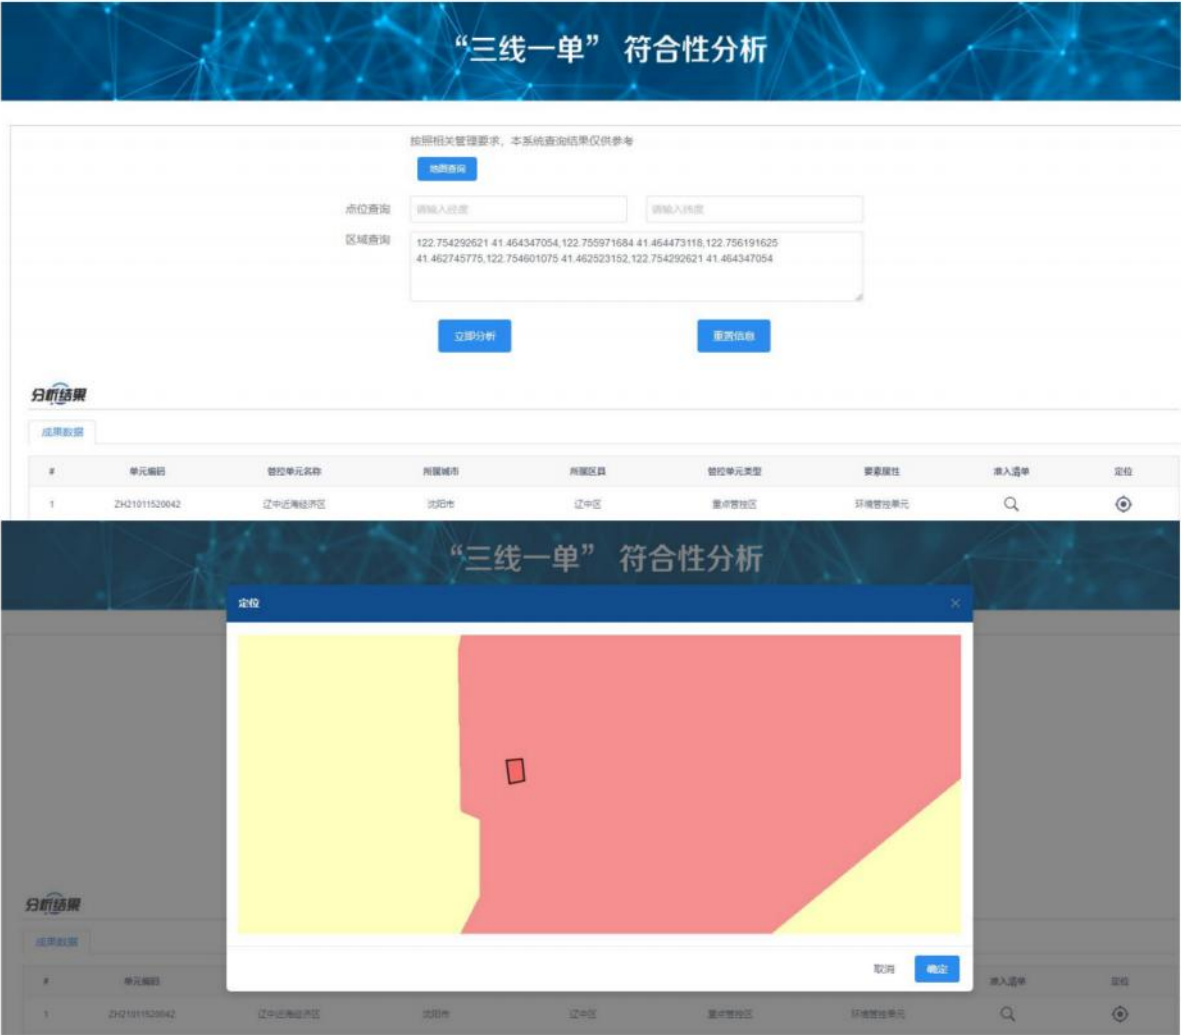 “三线一单” 符合性分析
按照相关管理要求，本系统查询结果仅供参考
地图查询
点位查询 请输入经度 请输入纬度
区域查询 122.754292621 41.464347054,122.755971684 41.464473118,122.756191625
41.462745775,122.754601075 41.462523152,122.754292621 41.464347054
立即分析 重置信息
分析结果
成果数据
# 单元编码 管控单元名称 所属城市 所属区县 管控单元类型 要素属性 准入清单 定位
1 ZH21011520042 辽中近海经济区 沈阳市 辽中区 重点管控区 环境管控单元
“三线一单” 符合性分析
定位
分析结果
成果数据
取消 确定
# 单元编码 准入清单 定位
1 ZH21011520042 辽中近海经济区 沈阳市 辽中区 重点管控区 环境管控单元